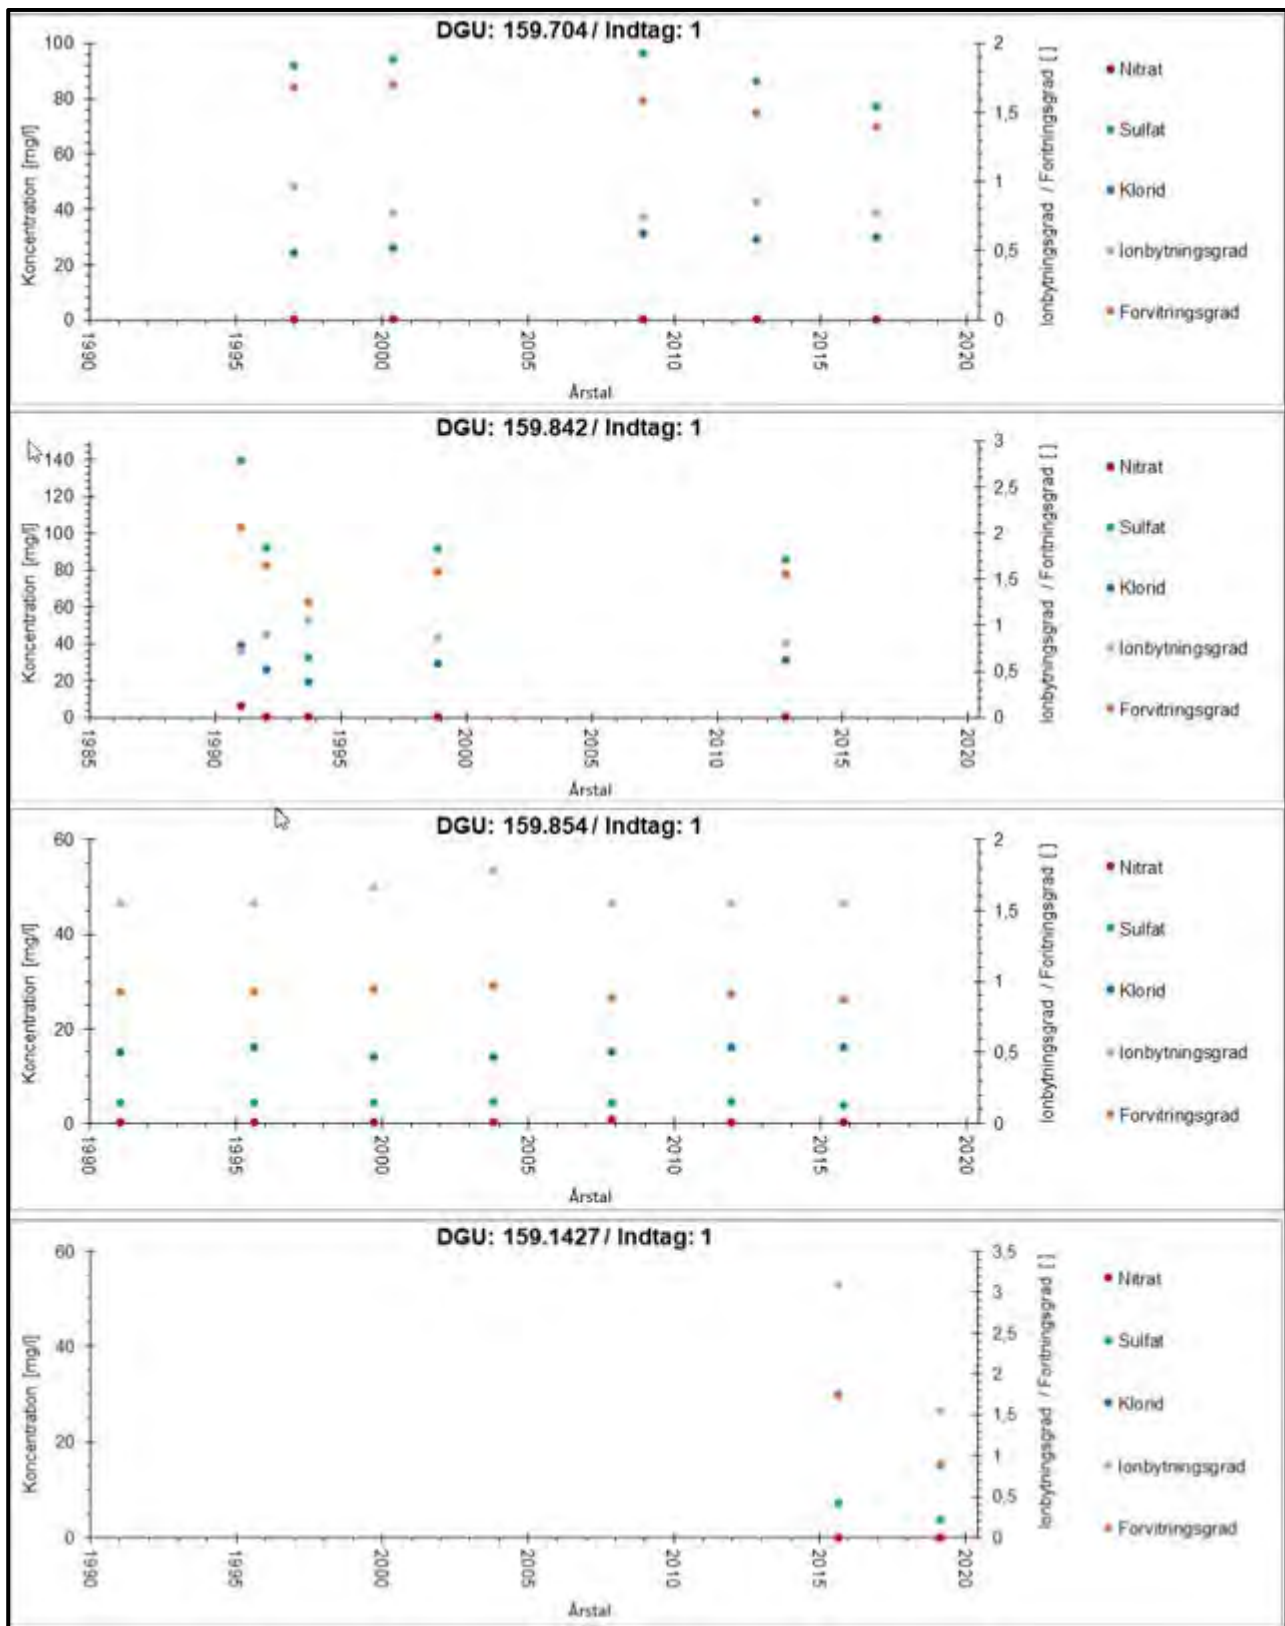 DGU: 159.704 / Indtag: 1
100
80
60
40
20
0
Koncentration [mg/l]
2
1,5
1
0,5
0
Ionbytningsgrad / Forvitringsgrad [ ]
1990
1995
2000
2005
2010
2015
2020
Årstal
Nitrat
Sulfat
Klorid
Ionbytningsgrad
Forvitringsgrad
DGU: 159.842 / Indtag: 1
140
120
100
80
60
40
20
0
Koncentration [mg/l]
3
2,5
2
1,5
1
0,5
0
Ionbytningsgrad / Forvitringsgrad [ ]
1985
1990
1995
2000
2005
2010
2015
2020
Årstal
Nitrat
Sulfat
Klorid
Ionbytningsgrad
Forvitringsgrad
DGU: 159.854 / Indtag: 1
60
40
20
0
Koncentration [mg/l]
2
1,5
1
0,5
0
Ionbytningsgrad / Forvitringsgrad [ ]
1990
1995
2000
2005
2010
2015
2020
Årstal
Nitrat
Sulfat
Klorid
Ionbytningsgrad
Forvitringsgrad
DGU: 159.1427 / Indtag: 1
60
40
20
0
Koncentration [mg/l]
3,5
3
2,5
2
1,5
1
0,5
0
Ionbytningsgrad / Forvitringsgrad [ ]
1990
1995
2000
2005
2010
2015
2020
Årstal
Nitrat
Sulfat
Klorid
Ionbytningsgrad
Forvitringsgrad